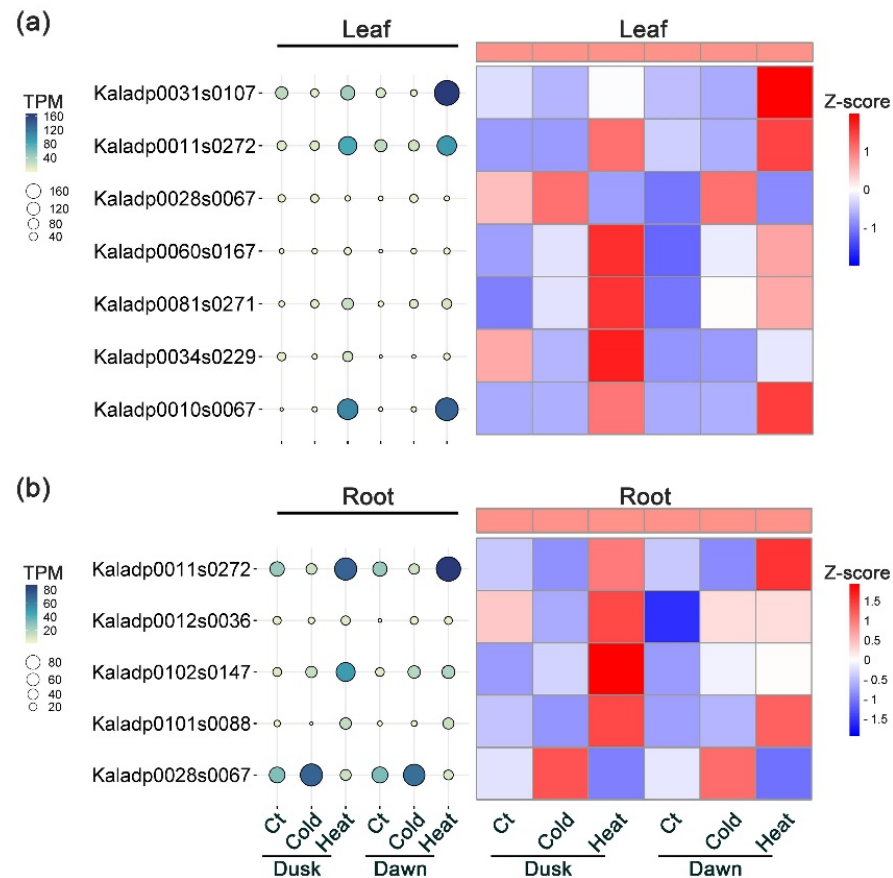 (a)
Leaf
Leaf
TPM
160
120
80
40
160
120
80
40
Kaladp0031s0107
Kaladp0011s0272
Kaladp0028s0067
Kaladp0060s0167
Kaladp0081s0271
Kaladp0034s0229
Kaladp0010s0067
Z-score
2
1
0
- 1
(b)
Root
Root
TPM
80
60
40
20
80
60
40
20
Kaladp0011s0272
Kaladp0012s0036
Kaladp0102s0147
Kaladp0101s0088
Kaladp0028s0067
Z-score
1.5
1
0.5
0
- 0.5
- 1
- 1.5
Ct Cold Heat Ct Cold Heat
Dusk Dawn
Ct Cold Heat Ct Cold Heat
Dusk Dawn